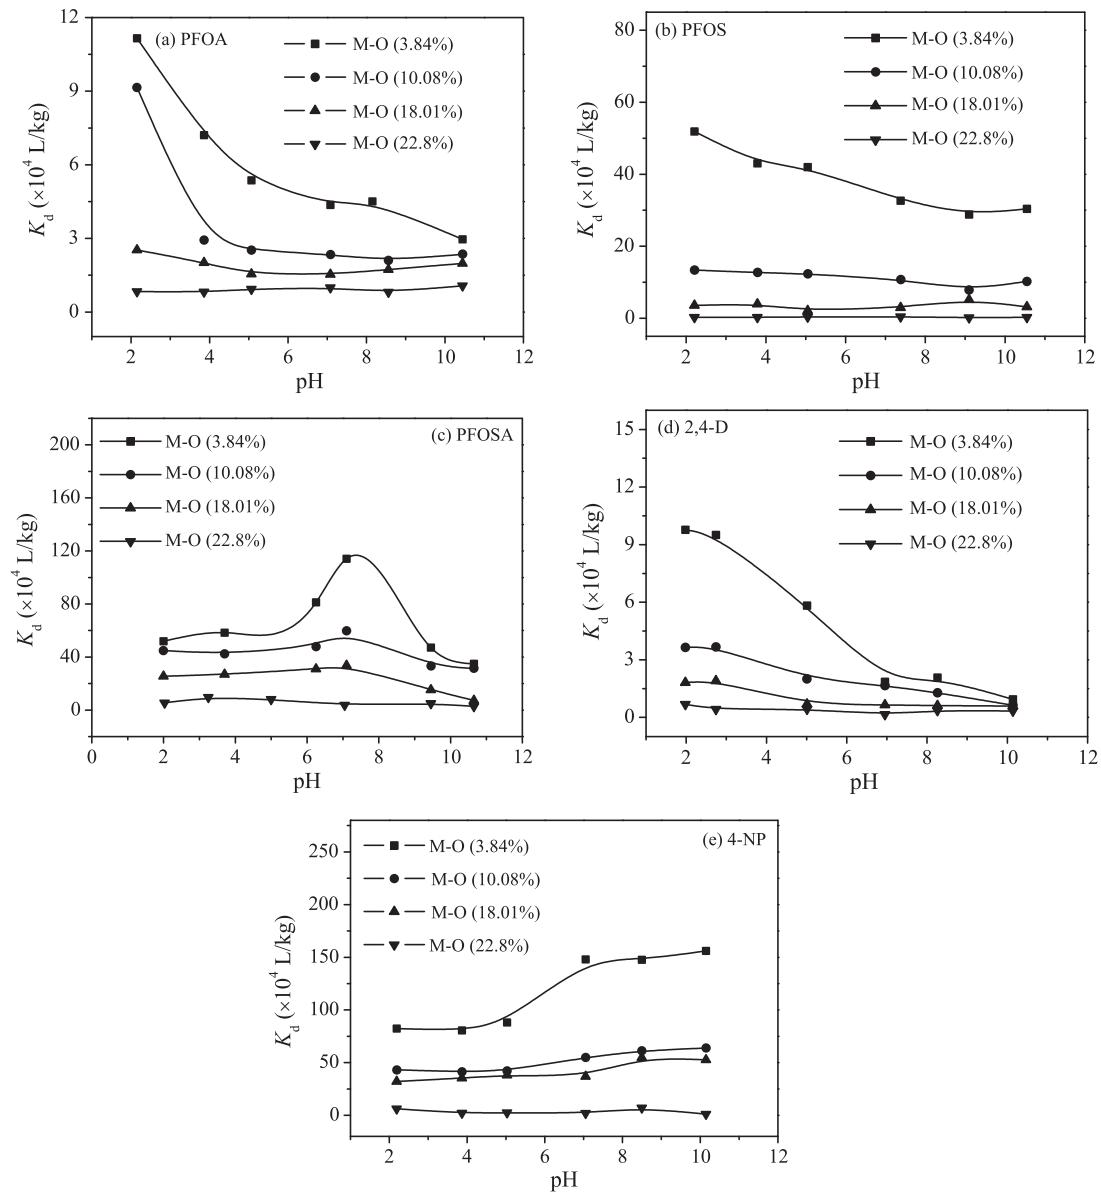 (a) PFOA
M-O (3.84%)
M-O (10.08%)
M-O (18.01%)
M-O (22.8%)
12
9
6
3
0
K_d (×10^4 L/kg)
2 4 6 8 10 12
pH
(b) PFOS
M-O (3.84%)
M-O (10.08%)
M-O (18.01%)
M-O (22.8%)
80
60
40
20
0
K_d (×10^4 L/kg)
2 4 6 8 10 12
pH
(c) PFOSA
M-O (3.84%)
M-O (10.08%)
M-O (18.01%)
M-O (22.8%)
200
160
120
80
40
0
K_d (×10^4 L/kg)
0 2 4 6 8 10 12
pH
(d) 2,4-D
M-O (3.84%)
M-O (10.08%)
M-O (18.01%)
M-O (22.8%)
15
12
9
6
3
0
K_d (×10^4 L/kg)
2 4 6 8 10 12
pH
(e) 4-NP
M-O (3.84%)
M-O (10.08%)
M-O (18.01%)
M-O (22.8%)
250
200
150
100
50
0
K_d (×10^4 L/kg)
2 4 6 8 10 12
pH